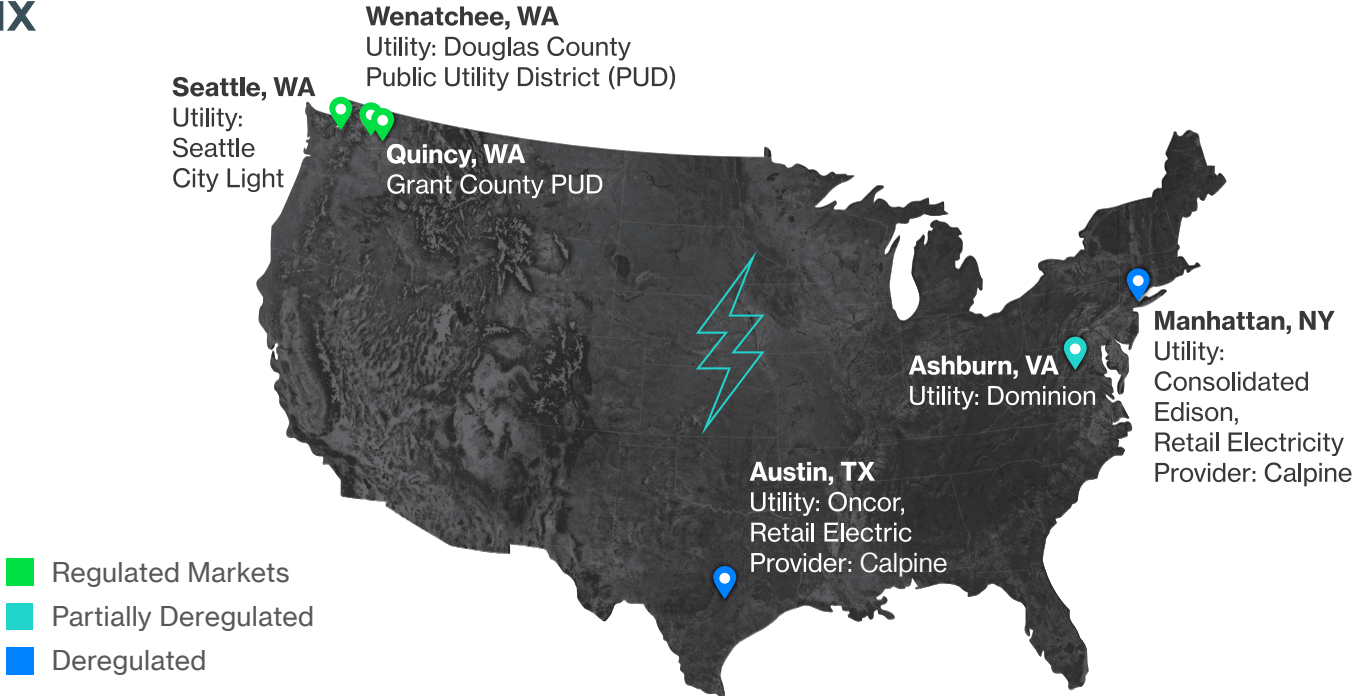 IX
Wenatchee, WA
Utility: Douglas County
Public Utility District (PUD)
Seattle, WA
Utility:
Seattle
City Light
Quincy, WA
Grant County PUD
Manhattan, NY
Utility:
Consolidated
Edison,
Retail Electricity
Provider: Calpine
Ashburn, VA
Utility: Dominion
Austin, TX
Utility: Oncor,
Retail Electric
Provider: Calpine
Regulated Markets
Partially Deregulated
Deregulated